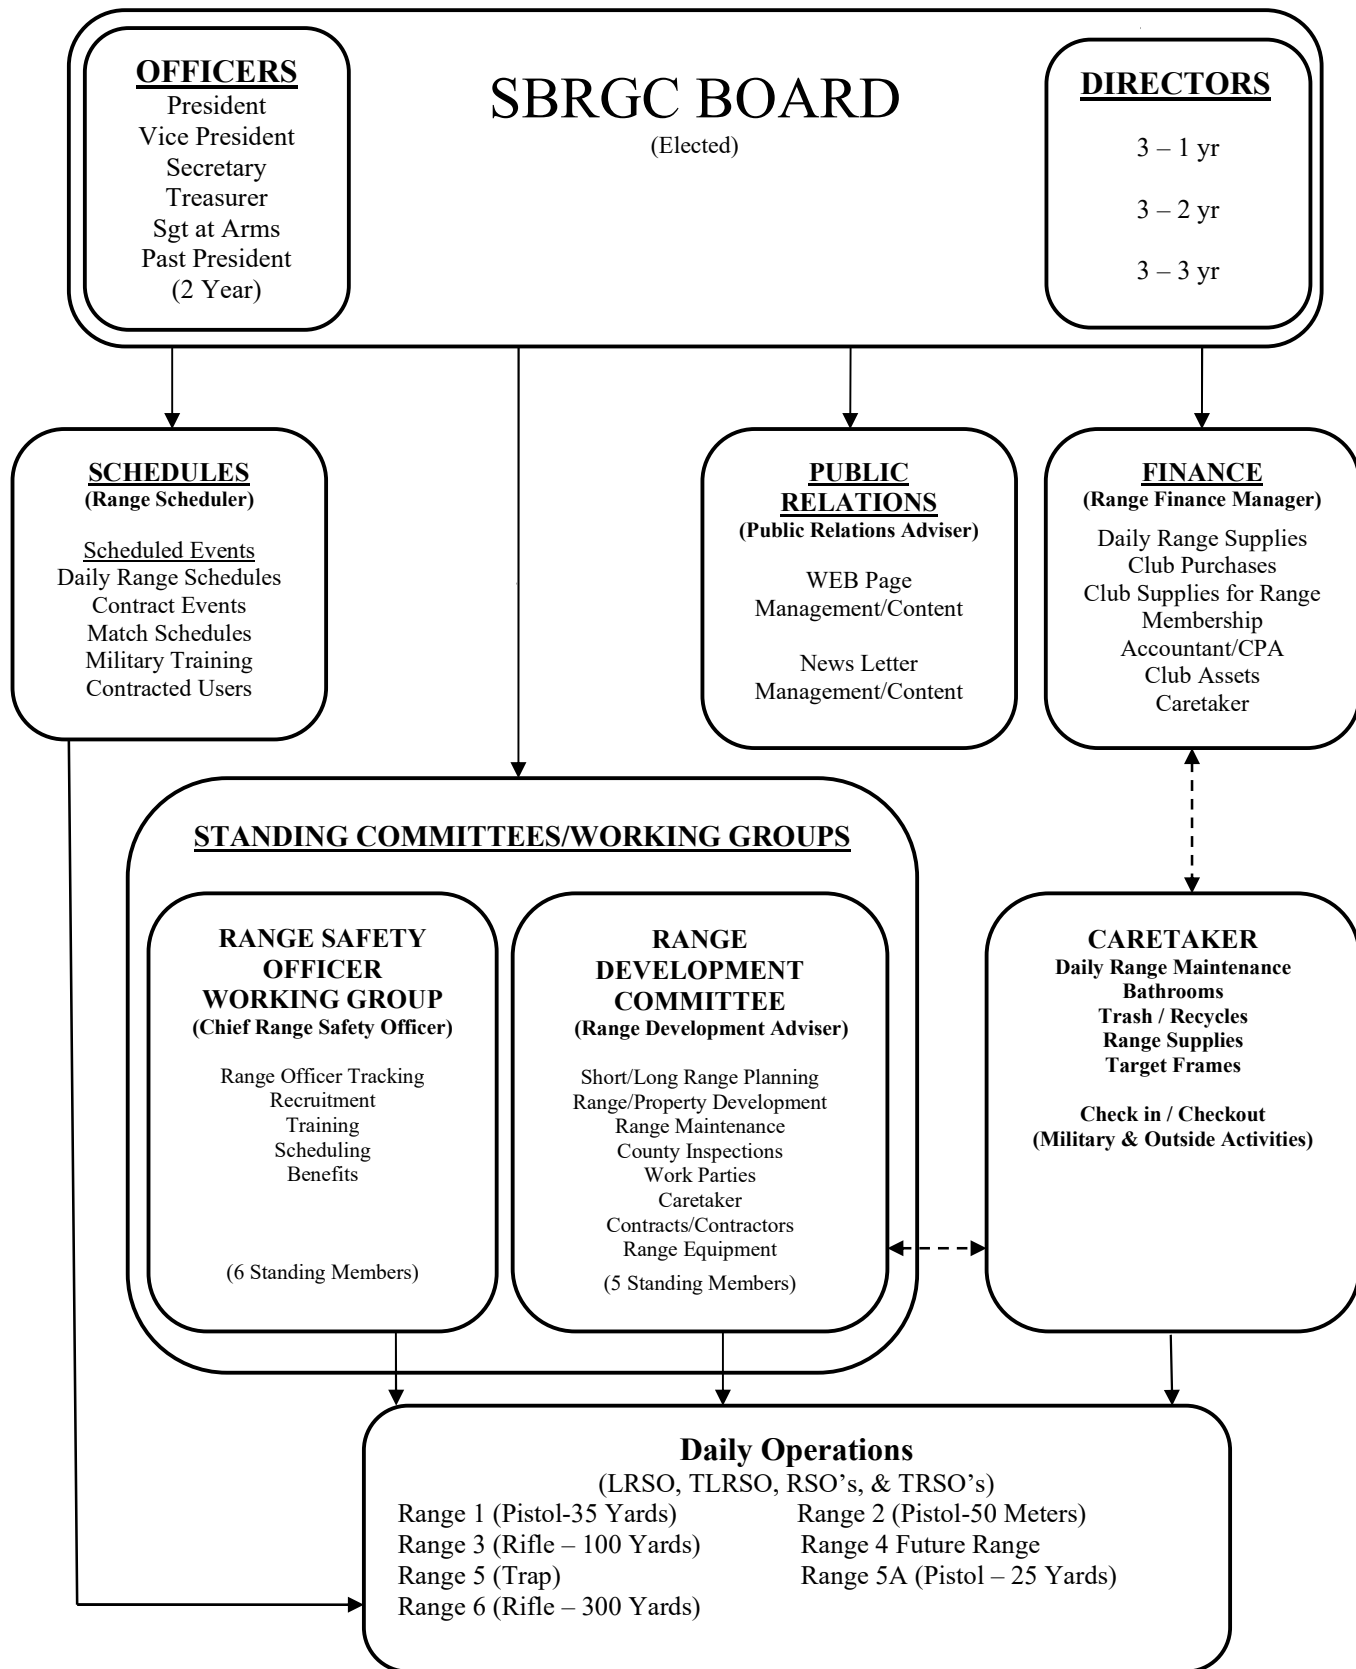 OFFICERS
President
Vice President
Secretary
Treasurer
Sgt at Arms
Past President
(2 Year)
SBRGC BOARD
(Elected)
DIRECTORS
3 – 1 yr
3 – 2 yr
3 – 3 yr
SCHEDULES
(Range Scheduler)
Scheduled Events
Daily Range Schedules
Contract Events
Match Schedules
Military Training
Contracted Users
PUBLIC
RELATIONS
(Public Relations Adviser)
WEB Page
Management/Content
News Letter
Management/Content
FINANCE
(Range Finance Manager)
Daily Range Supplies
Club Purchases
Club Supplies for Range
Membership
Accountant/CPA
Club Assets
Caretaker
STANDING COMMITTEES/WORKING GROUPS
RANGE SAFETY
OFFICER
WORKING GROUP
(Chief Range Safety Officer)
Range Officer Tracking
Recruitment
Training
Scheduling
Benefits
(6 Standing Members)
RANGE
DEVELOPMENT
COMMITTEE
(Range Development Adviser)
Short/Long Range Planning
Range/Property Development
Range Maintenance
County Inspections
Work Parties
Caretaker
Contracts/Contractors
Range Equipment
(5 Standing Members)
CARETAKER
Daily Range Maintenance
Bathrooms
Trash / Recycles
Range Supplies
Target Frames
Check in / Checkout
(Military & Outside Activities)
Daily Operations
(LRSO, TLRSO, RSO's, & TRSO's)
Range 1 (Pistol-35 Yards) Range 2 (Pistol-50 Meters)
Range 3 (Rifle – 100 Yards) Range 4 Future Range
Range 5 (Trap) Range 5A (Pistol – 25 Yards)
Range 6 (Rifle – 300 Yards)